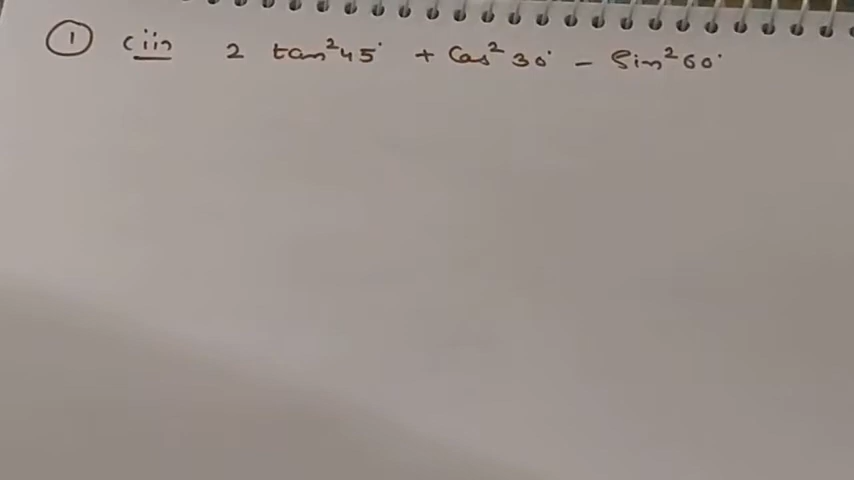 ① (ii) 2 tan²45° + Cos²30° - Sin²60°